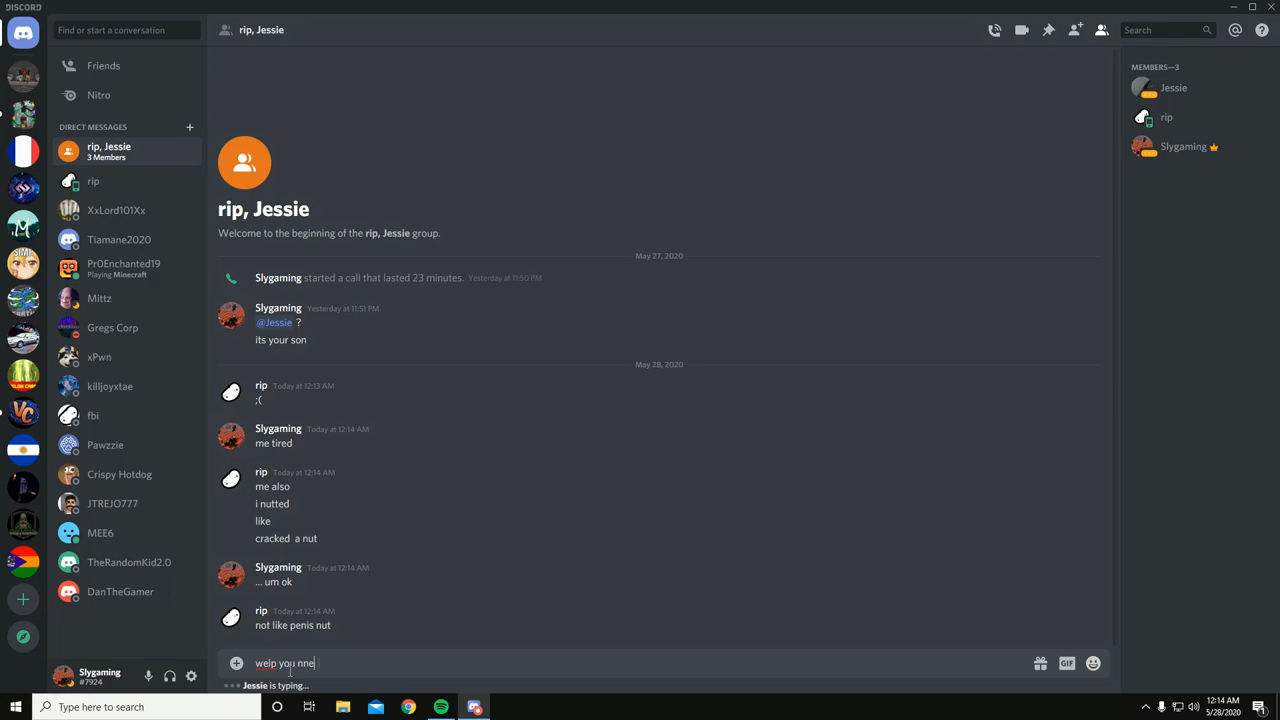 DISCORD
Find or start a conversation
rip, Jessie
Search
Friends
Nitro
DIRECT MESSAGES
rip, Jessie
3 Members
rip
XxLord101Xx
Tiamane2020
Pr0Enchanted19
Playing Minecraft
Mittz
Gregs Corp
xPwn
killjoyxtae
fbi
Pawzzie
Crispy Hotdog
JTREJO777
MEE6
TheRandomKid2.0
DanTheGamer
Slygaming
#7924
rip, Jessie
Welcome to the beginning of the rip, Jessie group.
May 27, 2020
Slygaming started a call that lasted 23 minutes. Yesterday at 11:50 PM
Slygaming Yesterday at 11:51 PM
@Jessie ?
its your son
May 28, 2020
rip Today at 12:13 AM
;(
Slygaming Today at 12:14 AM
me tired
rip Today at 12:14 AM
me also
i nutted
like
cracked a nut
Slygaming Today at 12:14 AM
... um ok
rip Today at 12:14 AM
not like penis nut
welp you nne
GIF
Jessie is typing...
MEMBERS—3
Jessie
rip
Slygaming
Type here to search
12:14 AM
5/28/2020